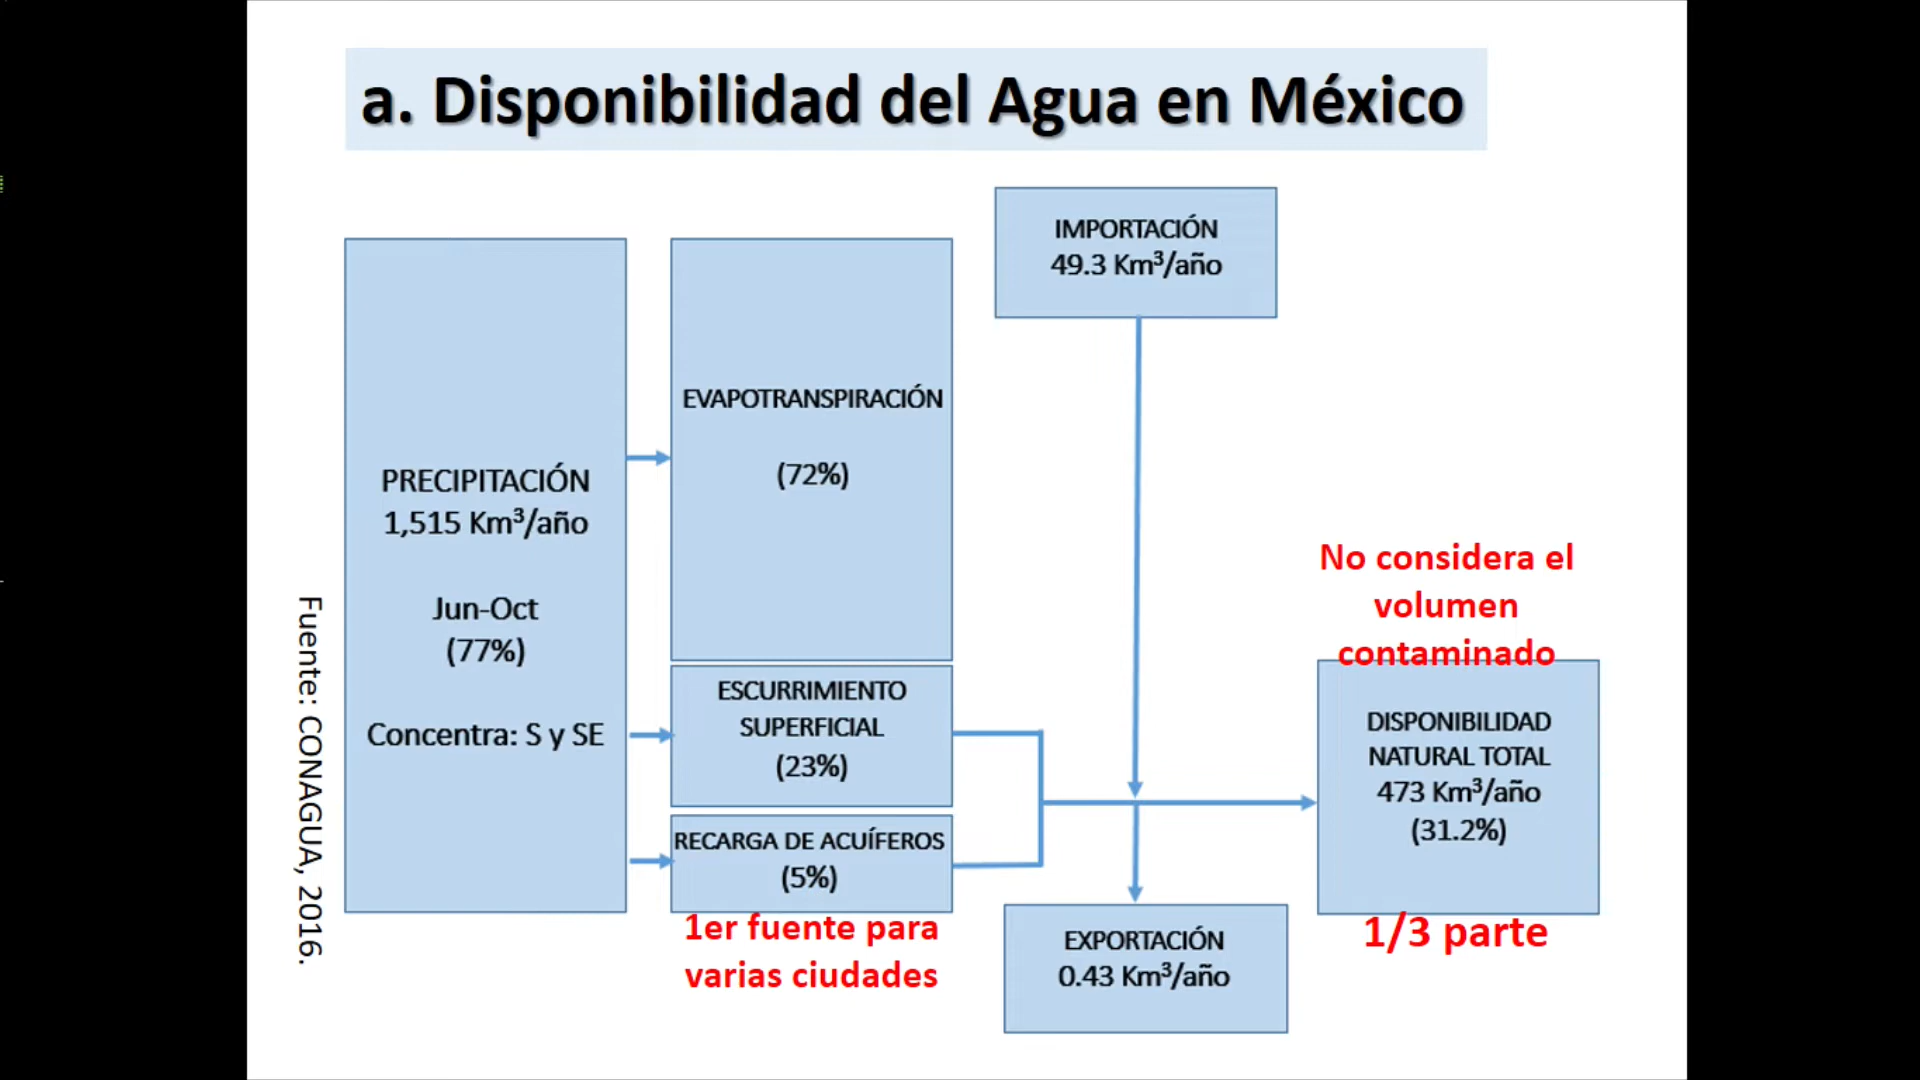 a. Disponibilidad del Agua en México
PRECIPITACIÓN
1,515 Km³/año
Jun-Oct
(77%)
Concentra: S y SE
EVAPOTRANSPIRACIÓN
(72%)
ESCURRIMIENTO
SUPERFICIAL
(23%)
RECARGA DE ACUÍFEROS
(5%)
1er fuente para
varias ciudades
IMPORTACIÓN
49.3 Km³/año
EXPORTACIÓN
0.43 Km³/año
No considera el
volumen
contaminado
DISPONIBILIDAD
NATURAL TOTAL
473 Km³/año
(31.2%)
1/3 parte
Fuente: CONAGUA, 2016.